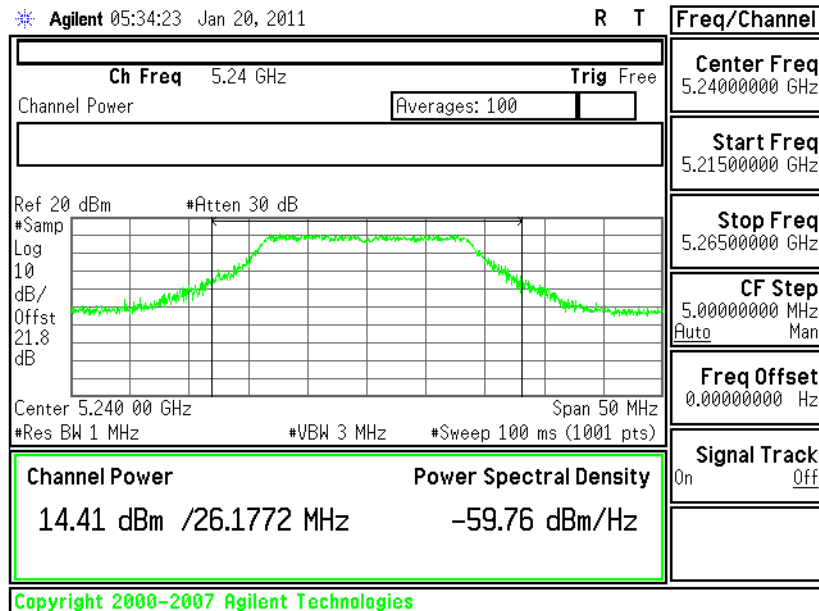 Agilent 05:34:23 Jan 20, 2011 R T
Freq/Channel
Ch Freq 5.24 GHz Trig Free
Channel Power Averages: 100
Center Freq
5.24000000 GHz
Start Freq
5.21500000 GHz
Stop Freq
5.26500000 GHz
CF Step
5.00000000 MHz
Auto Man
Freq Offset
0.00000000 Hz
Signal Track
On Off
Ref 20 dBm #Atten 30 dB
#Samp
Log
10
dB/
Offst
21.8
dB
Center 5.240 00 GHz Span 50 MHz
#Res BW 1 MHz #VBW 3 MHz #Sweep 100 ms (1001 pts)
Channel Power Power Spectral Density
14.41 dBm /26.1772 MHz -59.76 dBm/Hz
Copyright 2000-2007 Agilent Technologies